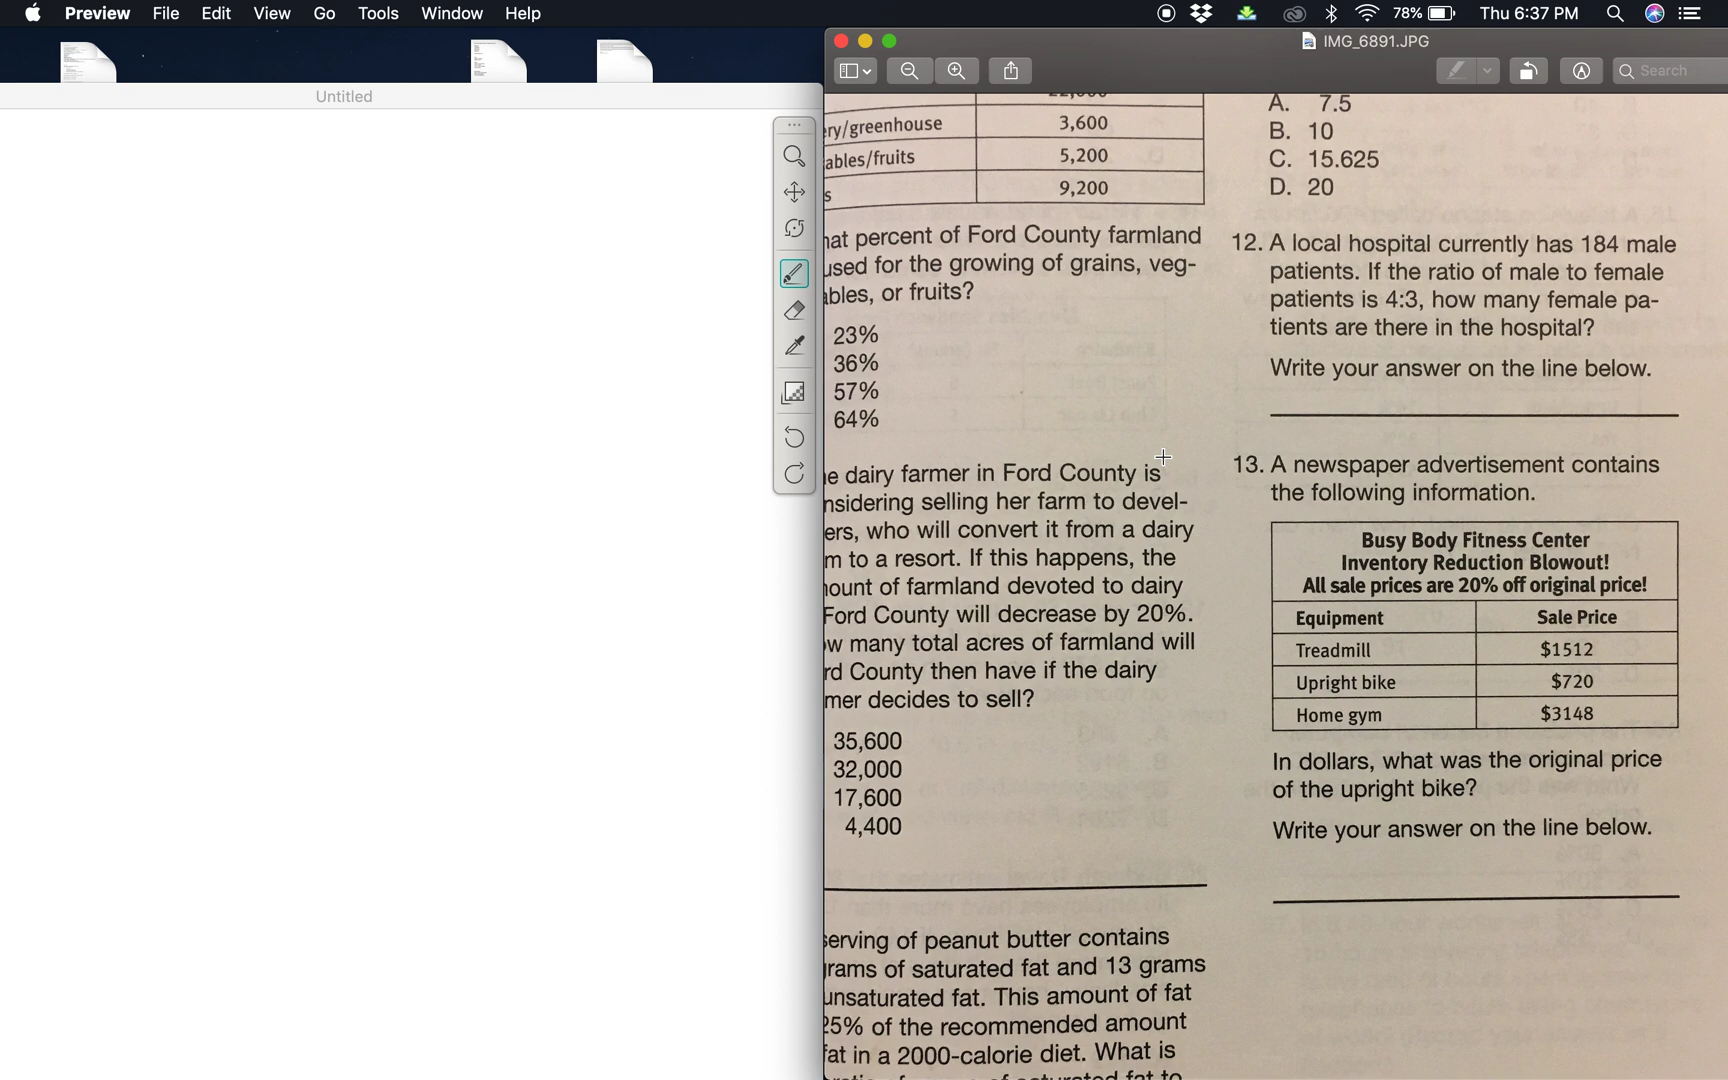 Preview File Edit View Go Tools Window Help
78% Thu 6:37 PM
Untitled
IMG_6891.JPG
Search
ry/greenhouse 3,600
ables/fruits 5,200
s 9,200
at percent of Ford County farmland
used for the growing of grains, veg-
bles, or fruits?
23%
36%
57%
64%
e dairy farmer in Ford County is
nsidering selling her farm to devel-
ers, who will convert it from a dairy
m to a resort. If this happens, the
ount of farmland devoted to dairy
Ford County will decrease by 20%.
w many total acres of farmland will
rd County then have if the dairy
mer decides to sell?
35,600
32,000
17,600
4,400
serving of peanut butter contains
rams of saturated fat and 13 grams
unsaturated fat. This amount of fat
25% of the recommended amount
fat in a 2000-calorie diet. What is
saturated fat to
A. 7.5
B. 10
C. 15.625
D. 20
12. A local hospital currently has 184 male
patients. If the ratio of male to female
patients is 4:3, how many female pa-
tients are there in the hospital?
Write your answer on the line below.
13. A newspaper advertisement contains
the following information.
Busy Body Fitness Center
Inventory Reduction Blowout!
All sale prices are 20% off original price!
Equipment Sale Price
Treadmill $1512
Upright bike $720
Home gym $3148
In dollars, what was the original price
of the upright bike?
Write your answer on the line below.